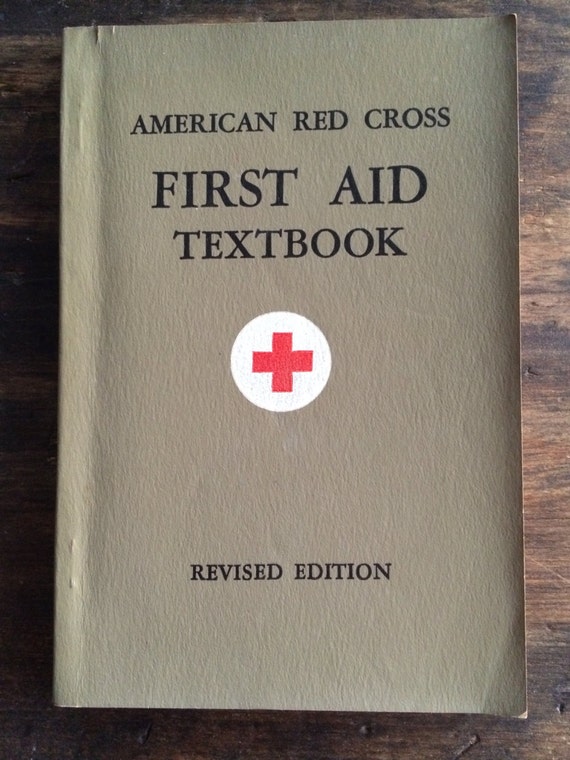 AMERICAN RED CROSS
FIRST AID
TEXTBOOK
REVISED EDITION